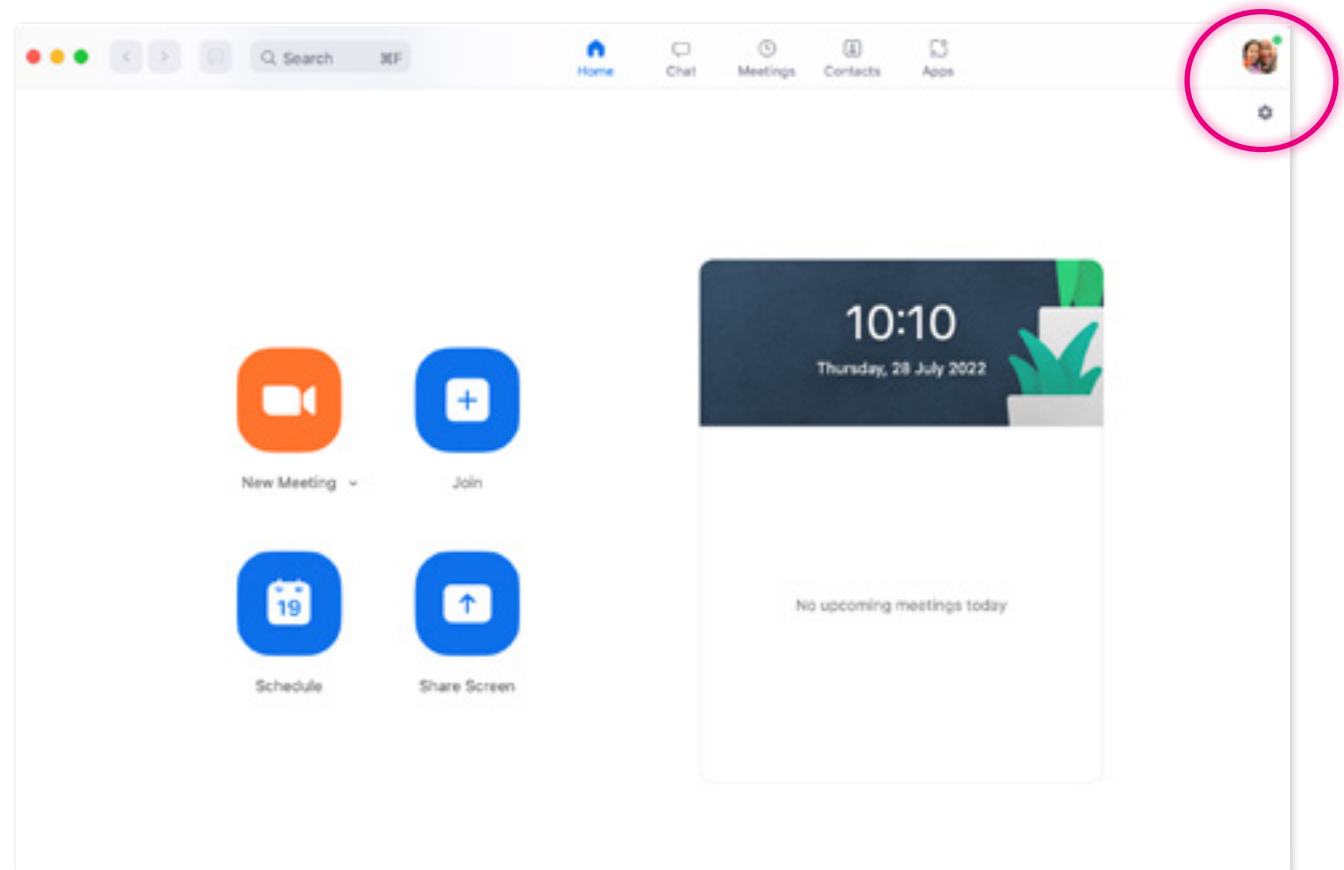 Search ⌘F
Home
Chat
Meetings
Contacts
Apps
10:10
Thursday, 28 July 2022
New Meeting
Join
19
Schedule
Share Screen
No upcoming meetings today